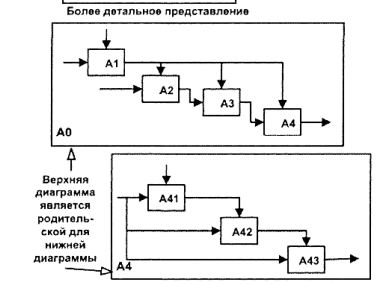 Более детальное представление
A1
A2
A3
A4
A0
Верхняя
диаграмма
является
родитель-
ской для
нижней
диаграммы
A41
A42
A43
A4